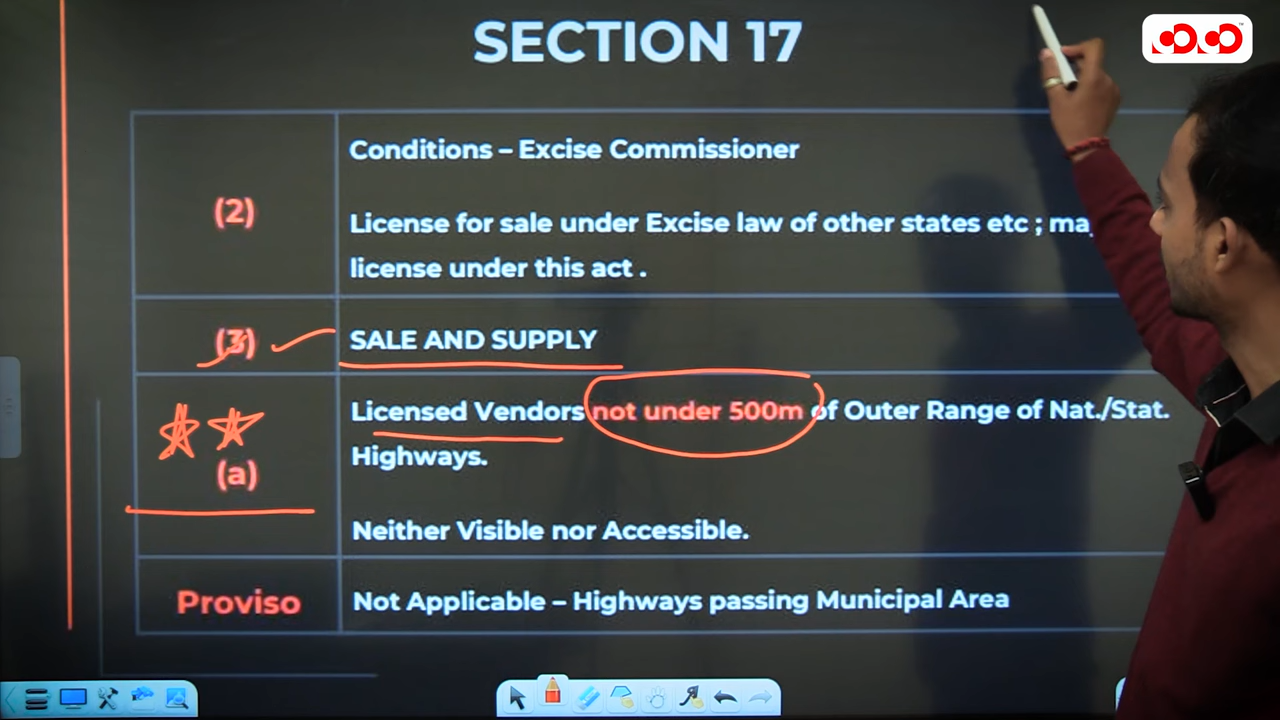 SECTION 17
Conditions – Excise Commissioner
(2)
License for sale under Excise law of other states etc ; may
license under this act .
(3)
SALE AND SUPPLY
Licensed Vendors not under 500m of Outer Range of Nat./Stat.
Highways.
(a)
Neither Visible nor Accessible.
Proviso
Not Applicable – Highways passing Municipal Area